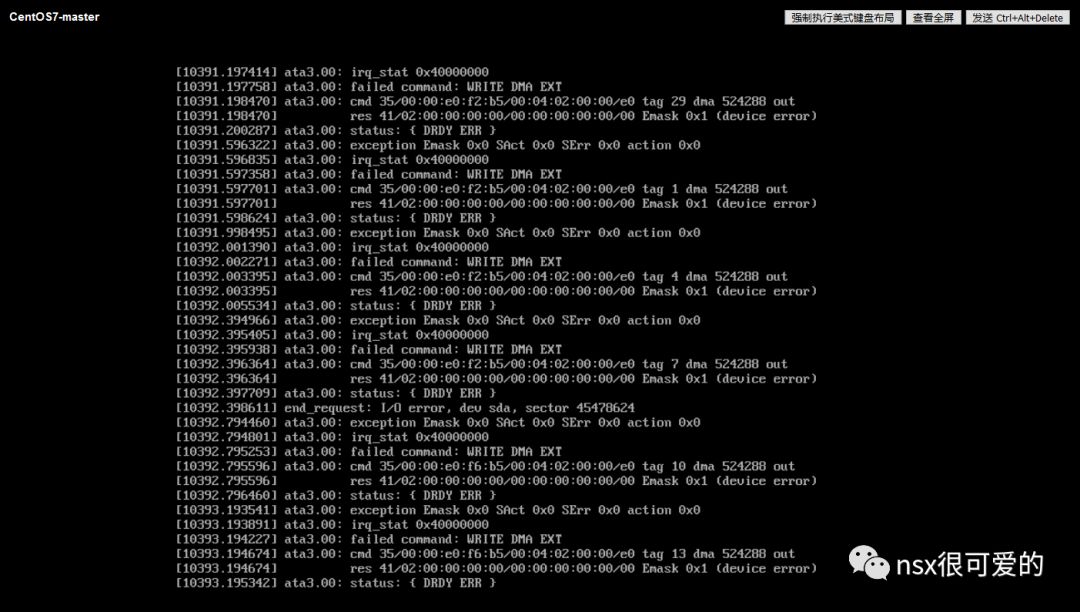 CentOS7-master
强制执行美式键盘布局 查看全屏 发送 Ctrl+Alt+Delete
[10391.197414] ata3.00: irq_stat 0x40000000
[10391.197758] ata3.00: failed command: WRITE DMA EXT
[10391.198470] ata3.00: cmd 35/00:00:e0:f2:b5/00:04:02:00:00/e0 tag 29 dma 524288 out
[10391.198470]          res 41/02:00:00:00:00/00:00:00:00:00/00 Emask 0x1 (device error)
[10391.200287] ata3.00: status: { DRDY ERR }
[10391.596322] ata3.00: exception Emask 0x0 SAct 0x0 SErr 0x0 action 0x0
[10391.596835] ata3.00: irq_stat 0x40000000
[10391.597358] ata3.00: failed command: WRITE DMA EXT
[10391.597701] ata3.00: cmd 35/00:00:e0:f2:b5/00:04:02:00:00/e0 tag 1 dma 524288 out
[10391.597701]          res 41/02:00:00:00:00/00:00:00:00:00/00 Emask 0x1 (device error)
[10391.598624] ata3.00: status: { DRDY ERR }
[10391.998495] ata3.00: exception Emask 0x0 SAct 0x0 SErr 0x0 action 0x0
[10392.001390] ata3.00: irq_stat 0x40000000
[10392.002271] ata3.00: failed command: WRITE DMA EXT
[10392.003395] ata3.00: cmd 35/00:00:e0:f2:b5/00:04:02:00:00/e0 tag 4 dma 524288 out
[10392.003395]          res 41/02:00:00:00:00/00:00:00:00:00/00 Emask 0x1 (device error)
[10392.005534] ata3.00: status: { DRDY ERR }
[10392.394966] ata3.00: exception Emask 0x0 SAct 0x0 SErr 0x0 action 0x0
[10392.395405] ata3.00: irq_stat 0x40000000
[10392.395938] ata3.00: failed command: WRITE DMA EXT
[10392.396364] ata3.00: cmd 35/00:00:e0:f2:b5/00:04:02:00:00/e0 tag 7 dma 524288 out
[10392.396364]          res 41/02:00:00:00:00/00:00:00:00:00/00 Emask 0x1 (device error)
[10392.397709] ata3.00: status: { DRDY ERR }
[10392.398611] end_request: I/O error, dev sda, sector 45478624
[10392.794460] ata3.00: exception Emask 0x0 SAct 0x0 SErr 0x0 action 0x0
[10392.794801] ata3.00: irq_stat 0x40000000
[10392.795253] ata3.00: failed command: WRITE DMA EXT
[10392.795596] ata3.00: cmd 35/00:00:e0:f6:b5/00:04:02:00:00/e0 tag 10 dma 524288 out
[10392.795596]          res 41/02:00:00:00:00/00:00:00:00:00/00 Emask 0x1 (device error)
[10392.796460] ata3.00: status: { DRDY ERR }
[10393.193541] ata3.00: exception Emask 0x0 SAct 0x0 SErr 0x0 action 0x0
[10393.193891] ata3.00: irq_stat 0x40000000
[10393.194227] ata3.00: failed command: WRITE DMA EXT
[10393.194674] ata3.00: cmd 35/00:00:e0:f6:b5/00:04:02:00:00/e0 tag 13 dma 524288 out
[10393.194674]          res 41/02:00:00:00:00/00:00:00:00:00/00 Emask 0x1 (device error)
[10393.195342] ata3.00: status: { DRDY ERR }
nsx很可爱的